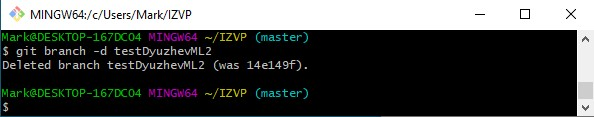 MINGW64:/c/Users/Mark/IZVP
Mark@DESKTOP-167DC04 MINGW64 ~/IZVP (master)
$ git branch -d testDyuzhevML2
Deleted branch testDyuzhevML2 (was 14e149f).
Mark@DESKTOP-167DC04 MINGW64 ~/IZVP (master)
$